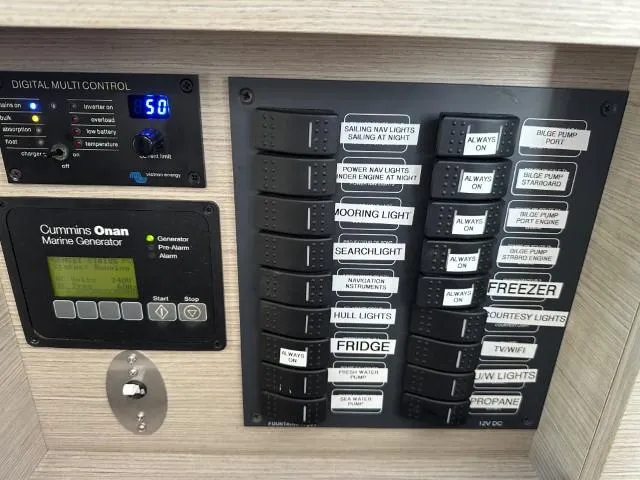 DIGITAL MULTI CONTROL
mains on
inverter on
50
bulk
overload
absorption
low battery
float
temperature
charger
on
off
current limit
victron energy
Cummins Onan
Marine Generator
Generator
Pre-Alarm
Alarm
Start
Stop
SAILING NAV LIGHTS
SAILING AT NIGHT
POWER NAV LIGHTS
UNDER ENGINE AT NIGHT
MOORING LIGHT
SEARCHLIGHT
NAVIGATION
INSTRUMENTS
HULL LIGHTS
ALWAYS
ON
FRIDGE
FRESH WATER
PUMP
SEA WATER
PUMP
ALWAYS
ON
BILGE PUMP
PORT
ALWAYS
ON
BILGE PUMP
STARBOARD
ALWAYS
ON
BILGE PUMP
PORT ENGINE
ALWAYS
ON
BILGE PUMP
STRBRD ENGINE
ALWAYS
ON
FREEZER
COURTESY LIGHTS
TV/WIFI
U/W LIGHTS
PROPANE
12V DC